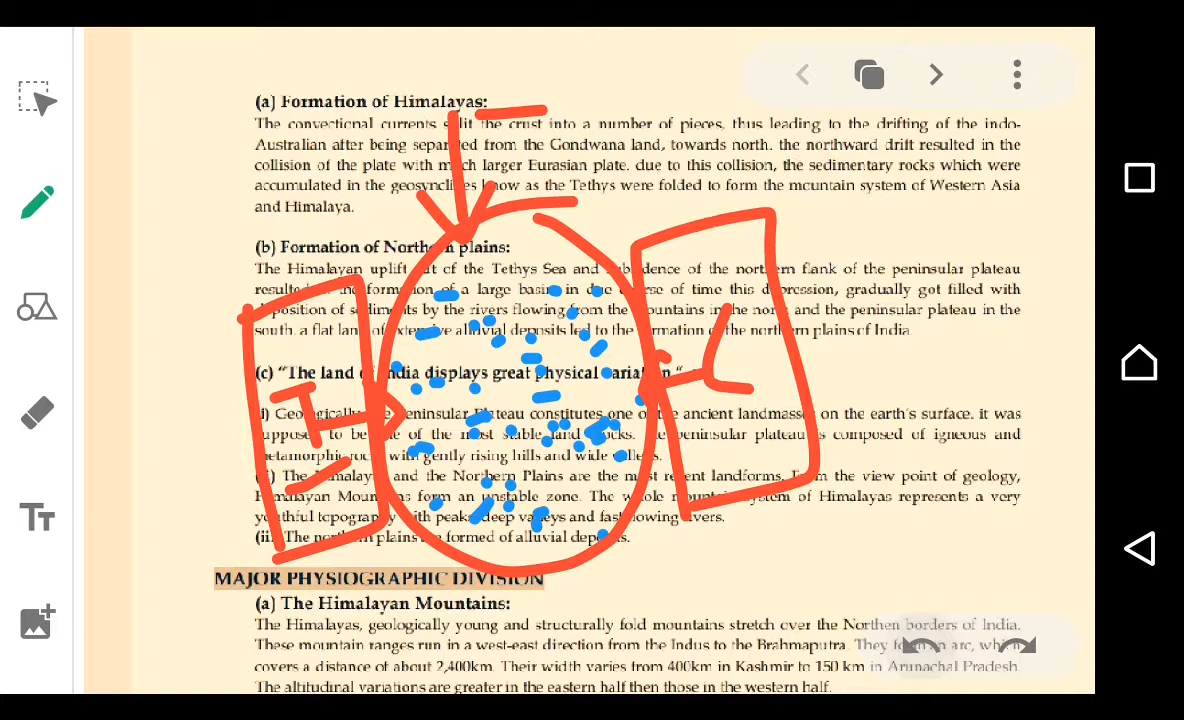 (a) Formation of Himalayas:
The convectional currents split the crust into a number of pieces, thus leading to the drifting of the indo-
Australian after being separated from the Gondwana land, towards north. the northward drift resulted in the
collision of the plate with much larger Eurasian plate. due to this collision, the sedimentary rocks which were
accumulated in the geosynclines know as the Tethys were folded to form the mountain system of Western Asia
and Himalaya.
(b) Formation of Northern plains:
The Himalayan uplift out of the Tethys Sea and subsidence of the northern flank of the peninsular plateau
resulted in the formation of a large basin. in due course of time this depression, gradually got filled with
deposition of sediments by the rivers flowing from the mountains in the north and the peninsular plateau in the
south. a flat land of extensive alluvial deposits led to the formation of the northern plains of India.
(c) “The land of India displays great physical variation “
i) Geologically, the Peninsular Plateau constitutes one of the ancient landmasses on the earth's surface. it was
supposed to be one of the most stable land blocks. The peninsular plateau is composed of igneous and
metamorphic rocks with gently rising hills and wide valleys.
The Himalayas and the Northern Plains are the most recent landforms. From the view point of geology,
Himalayan Mountains form an unstable zone. The whole mountain system of Himalayas represents a very
youthful topography with peaks, deep valleys and fast flowing rivers.
The northern plains are formed of alluvial deposits.
MAJOR PHYSIOGRAPHIC DIVISION
(a) The Himalayan Mountains:
The Himalayas, geologically young and structurally fold mountains stretch over the Northen borders of India.
These mountain ranges run in a west-east direction from the Indus to the Brahmaputra. They form an arc, which
covers a distance of about 2,400km. Their width varies from 400km in Kashmir to 150 km in Arunachal Pradesh.
The altitudinal variations are greater in the eastern half then those in the western half.
Tт